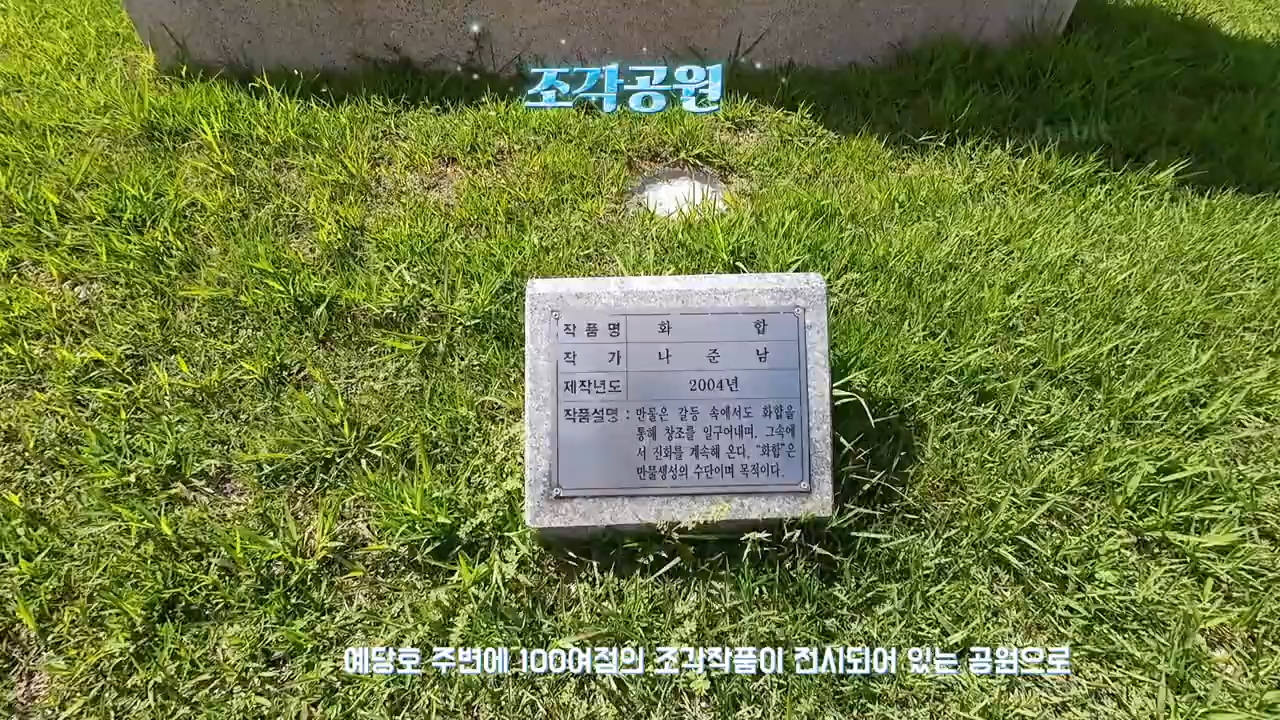 조각공원
작품명 화 합
작 가 나 준 남
제작년도 2004년
작품설명 : 만물은 갈등 속에서도 화합을
통해 창조를 일구어내며, 그속에
서 진화를 계속해 온다. "화합"은
만물생성의 수단이며 목적이다.
예당호 주변에 100여점의 조각작품이 전시되어 있는 공원으로